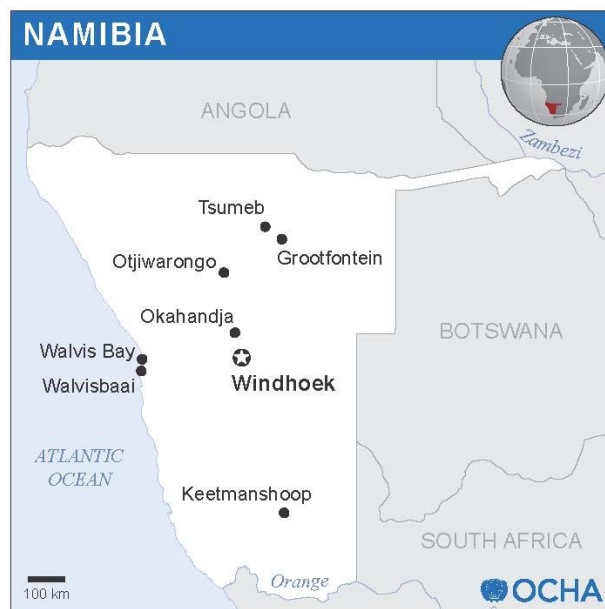 NAMIBIA
ANGOLA
Zambezi
Tsumeb
Grootfontein
Otjiwarongo
Okahandja
BOTSWANA
Walvis Bay
Windhoek
Walvisbaai
ATLANTIC
OCEAN
Keetmanshoop
SOUTH AFRICA
Orange
100 km
OCHA